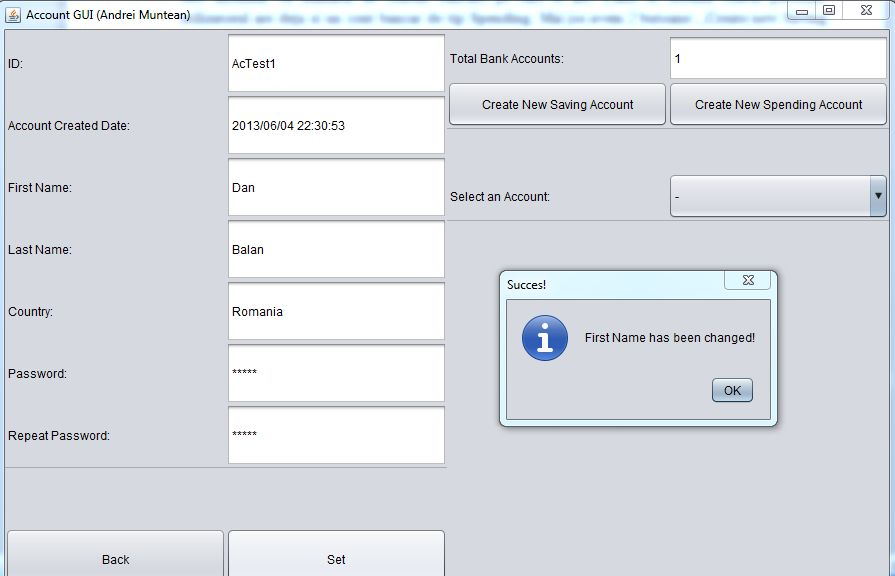 Account GUI (Andrei Muntean)
ID:
AcTest1
Account Created Date:
2013/06/04 22:30:53
First Name:
Dan
Last Name:
Balan
Country:
Romania
Password:
*****
Repeat Password:
*****
Back
Set
Total Bank Accounts:
1
Create New Saving Account
Create New Spending Account
Select an Account:
-
Succes!
First Name has been changed!
OK